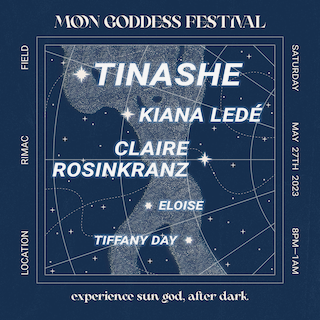 MOON GODDESS FESTIVAL
TINASHE
KIANA LEDÉ
CLAIRE
ROSINKRANZ
ELOISE
TIFFANY DAY
LOCATION RIMAC FIELD
SATURDAY MAY 27TH 2023 8PM—1AM
experience sun god, after dark.